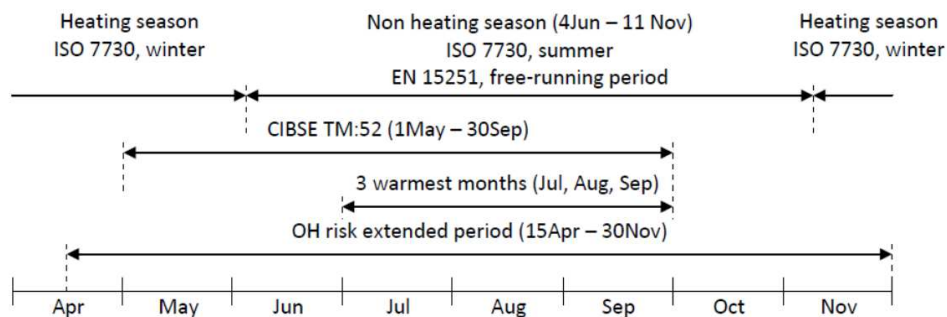 Heating season
ISO 7730, winter
Non heating season (4Jun – 11 Nov)
ISO 7730, summer
EN 15251, free-running period
Heating season
ISO 7730, winter
CIBSE TM:52 (1May – 30Sep)
3 warmest months (Jul, Aug, Sep)
OH risk extended period (15Apr – 30Nov)
Apr May Jun Jul Aug Sep Oct Nov